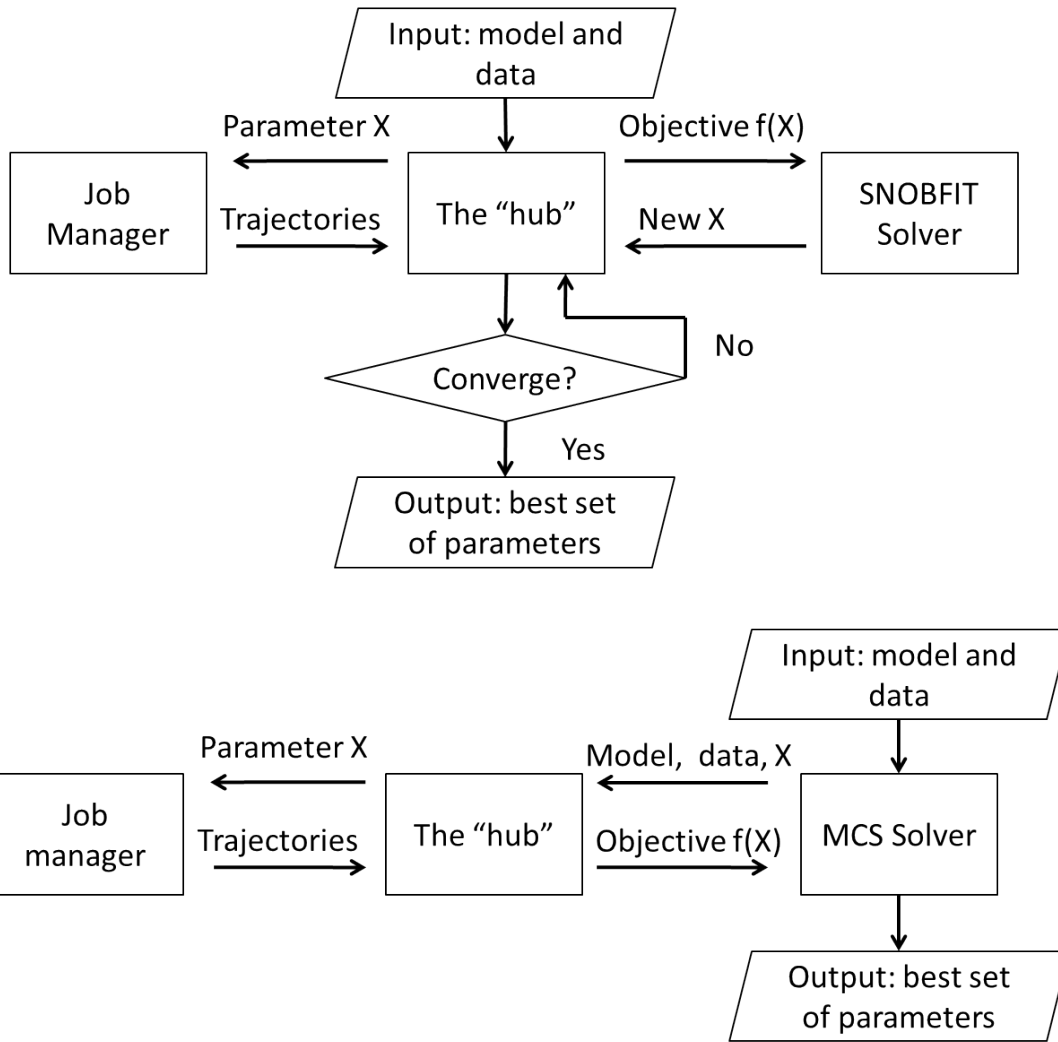 Input: model and
data
Parameter X
Objective f(X)
Job
Manager
Trajectories
The “hub”
New X
SNOBFIT
Solver
No
Converge?
Yes
Output: best set
of parameters
Input: model and
data
Parameter X
Model, data, X
Job
manager
Trajectories
The “hub”
Objective f(X)
MCS Solver
Output: best set
of parameters